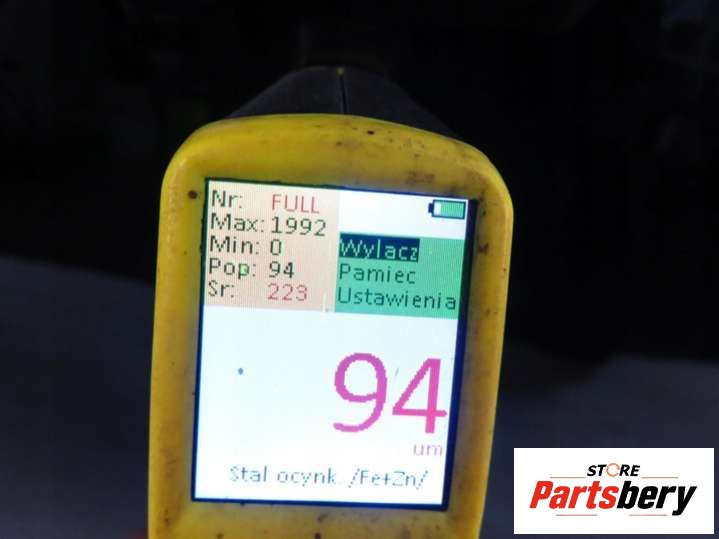 Nr: FULL
Max: 1992
Min: 0
Pop: 94
Sr: 223
Wylacz
Pamiec
Ustawienia
94
um
Stal ocynk. /Fe+Zn/
STORE
Partsbery